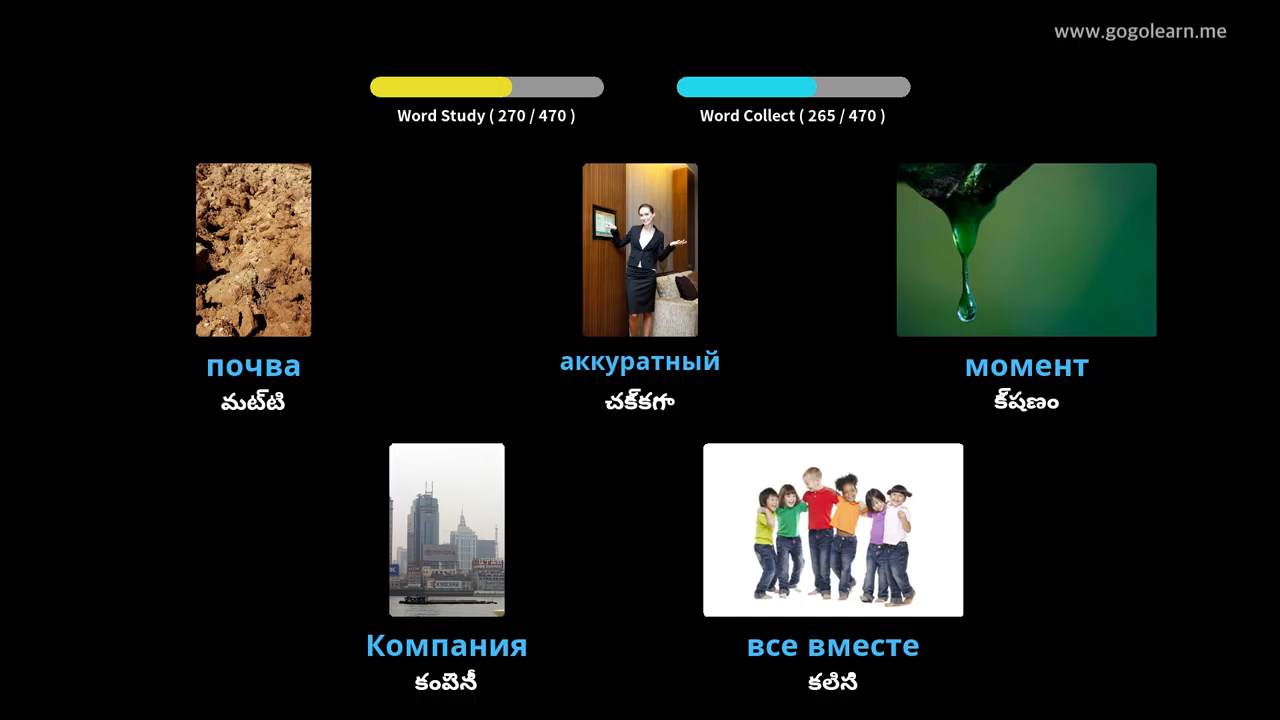 www.gogolearn.me
Word Study ( 270 / 470 )
Word Collect ( 265 / 470 )
почва
аккуратный
момент
మట్‌టి
చక్‌కగా
క్‌షణం
Компания
все вместе
కంపెనీ
కలిసి